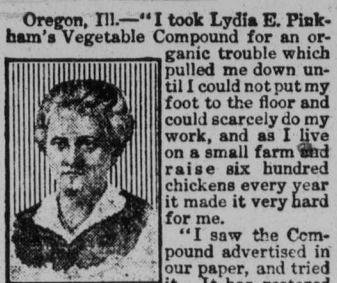 Oregon, Ill.—"I took Lydia E. Pink-
ham's Vegetable Compound for an or-
ganic trouble which
pulled me down un-
til I could not put my
foot to the floor and
could scarcely do my
work, and as I live
on a small farm and
raise six hundred
chickens every year
it made it very hard
for me.
"I saw the Com-
pound advertised in
our paper, and tried
it. It has restored